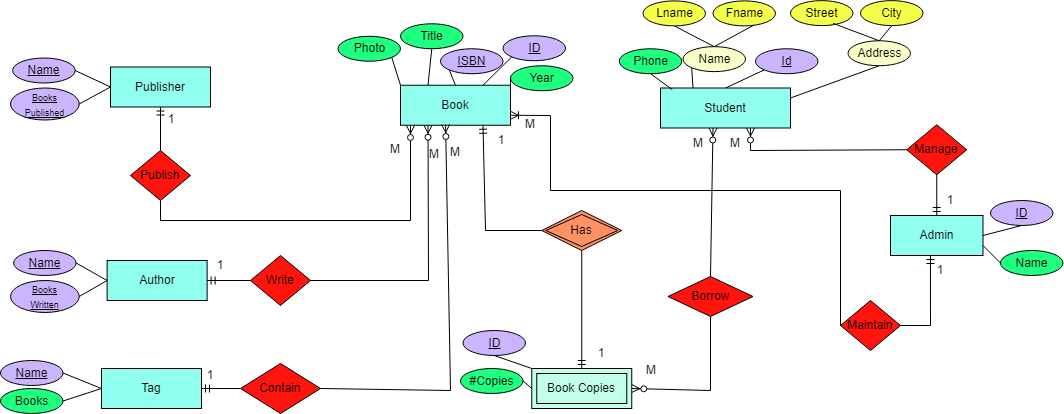 Lname
Fname
Street
City
Photo
Title
ISBN
ID
Year
Phone
Name
Id
Address
Name
Books
Published
Publisher
Book
Student
1
M
M
M
1
M
M
M
Publish
Manage
1
ID
Has
Admin
Name
Name
Books
Written
Author
1
Write
1
Borrow
Maintain
ID
1
M
Name
Books
Tag
1
Contain
#Copies
Book Copies